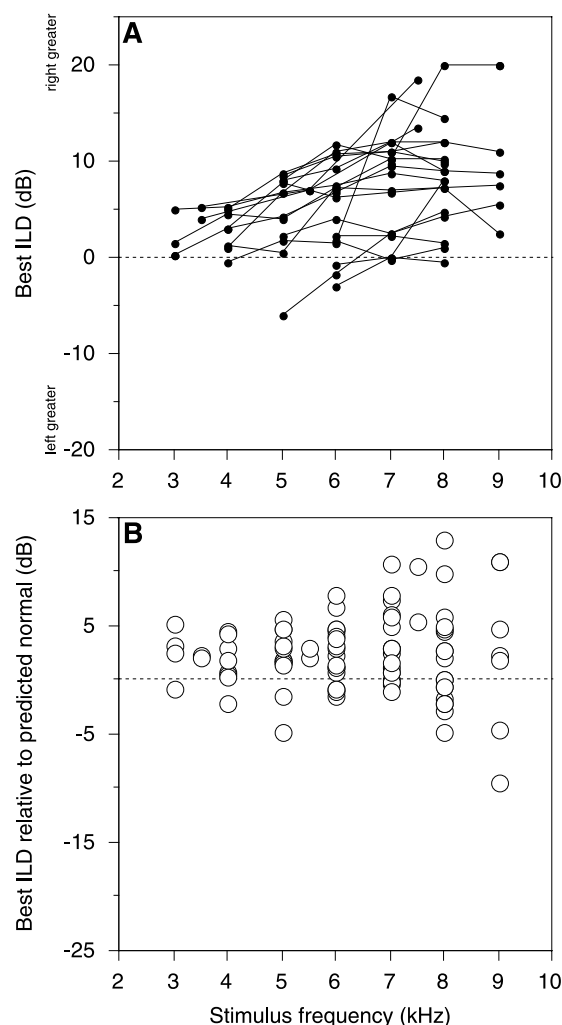 A
right greater
Best ILD (dB)
left greater
20
10
0
-10
-20
2 3 4 5 6 7 8 9 10
B
Best ILD relative to predicted normal (dB)
15
5
-5
-15
-25
2 3 4 5 6 7 8 9 10
Stimulus frequency (kHz)